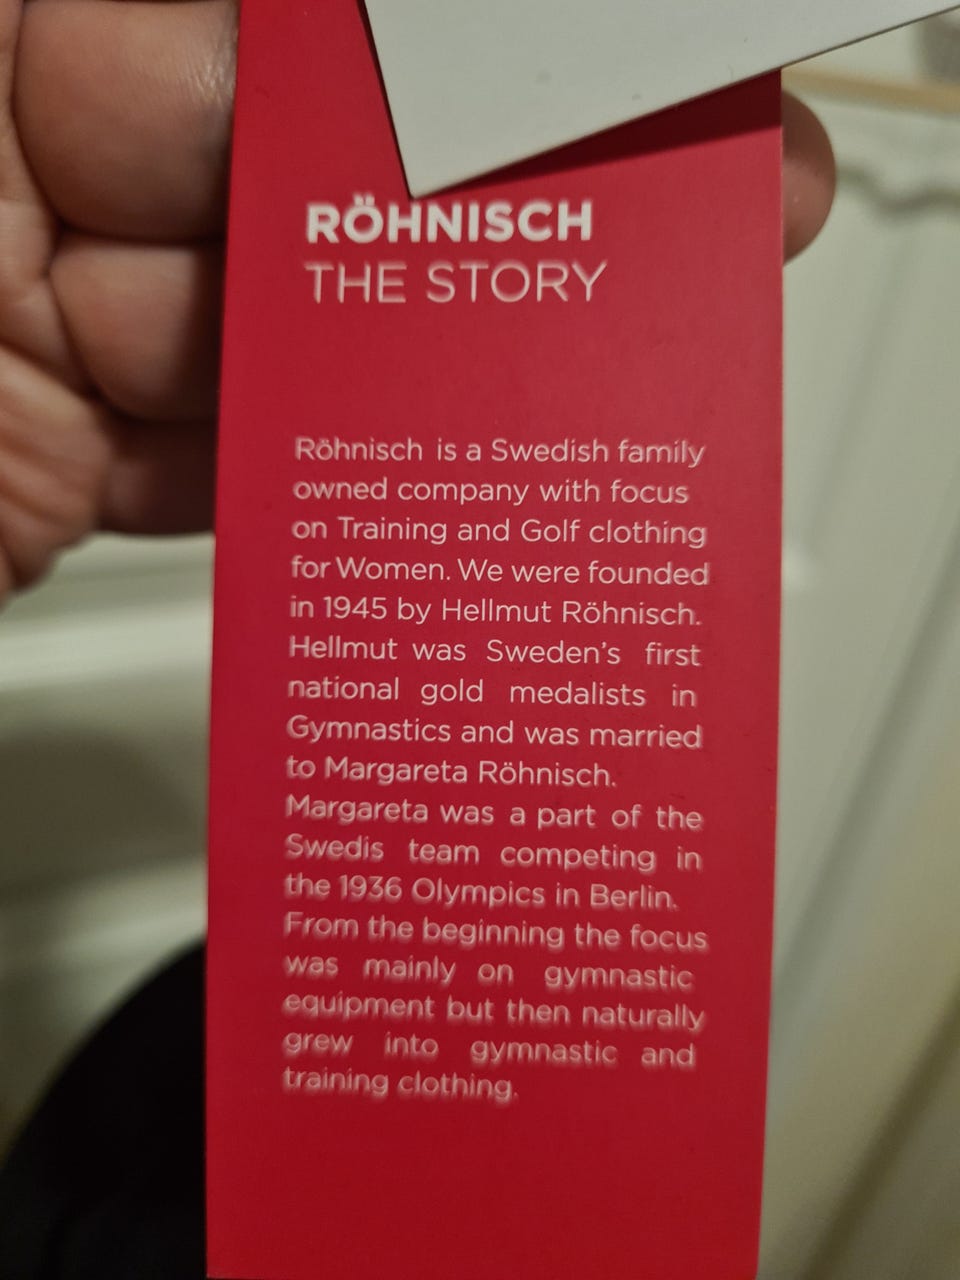 RÖHNISCH
THE STORY
Röhnisch is a Swedish family
owned company with focus
on Training and Golf clothing
for Women. We were founded
in 1945 by Hellmut Röhnisch.
Hellmut was Sweden's first
national gold medalists in
Gymnastics and was married
to Margareta Röhnisch.
Margareta was a part of the
Swedis team competing in
the 1936 Olympics in Berlin.
From the beginning the focus
was mainly on gymnastic
equipment but then naturally
grew into gymnastic and
training clothing.